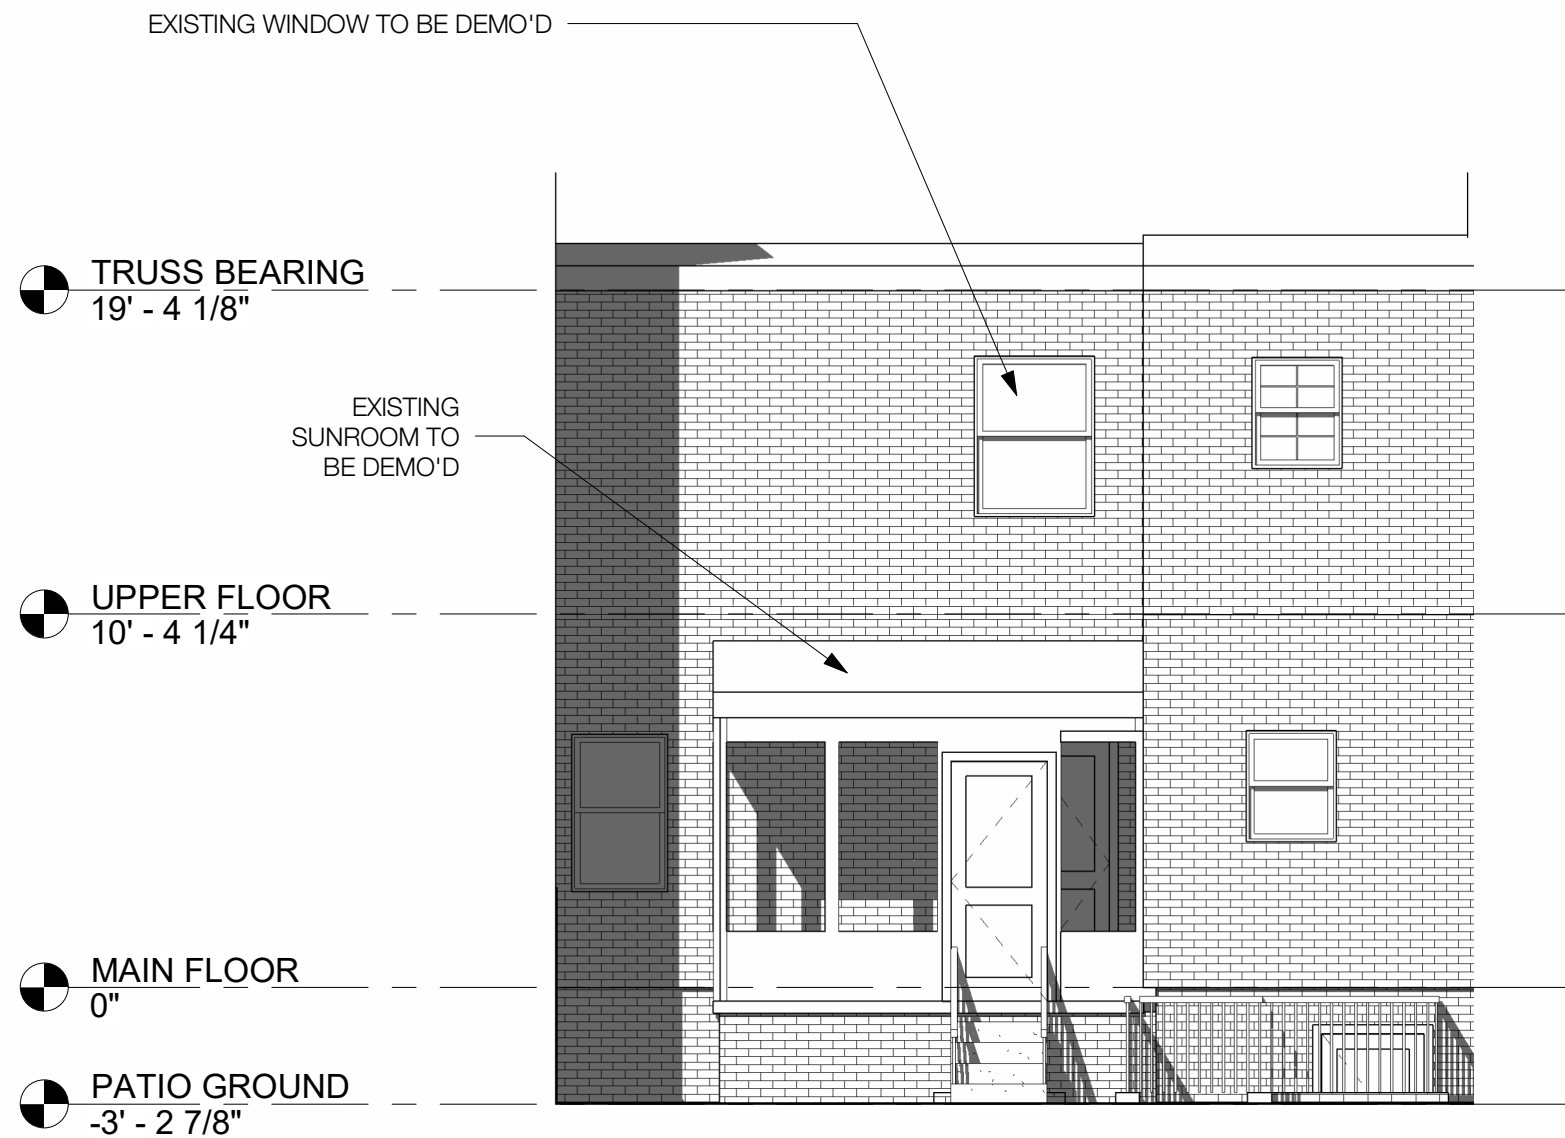 EXISTING WINDOW TO BE DEMO'D
TRUSS BEARING
19' - 4 1/8"
EXISTING
SUNROOM TO
BE DEMO'D
UPPER FLOOR
10' - 4 1/4"
MAIN FLOOR
0"
PATIO GROUND
-3' - 2 7/8"